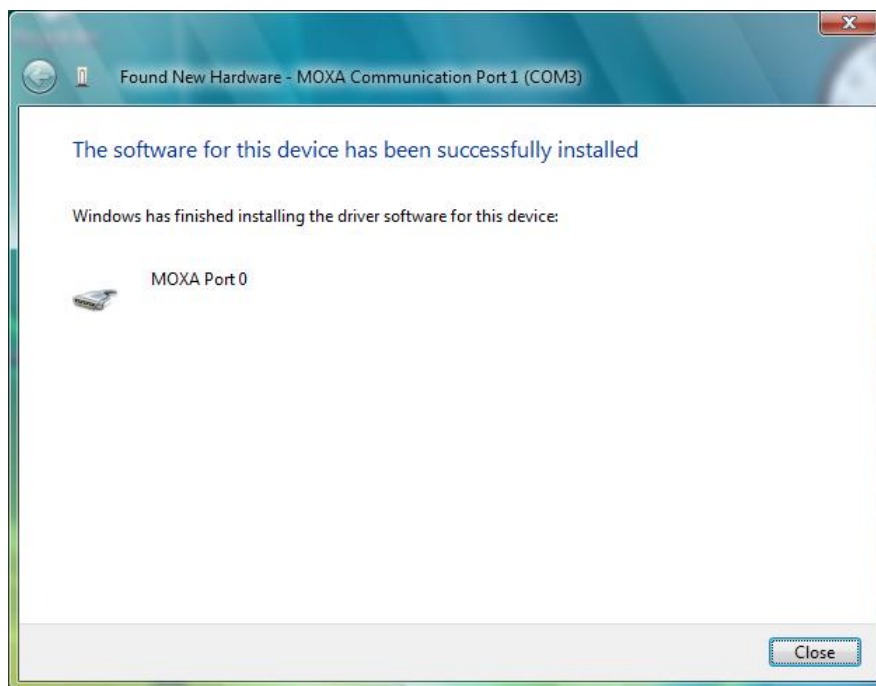 Found New Hardware - MOXA Communication Port 1 (COM3)
The software for this device has been successfully installed
Windows has finished installing the driver software for this device:
MOXA Port 0
Close